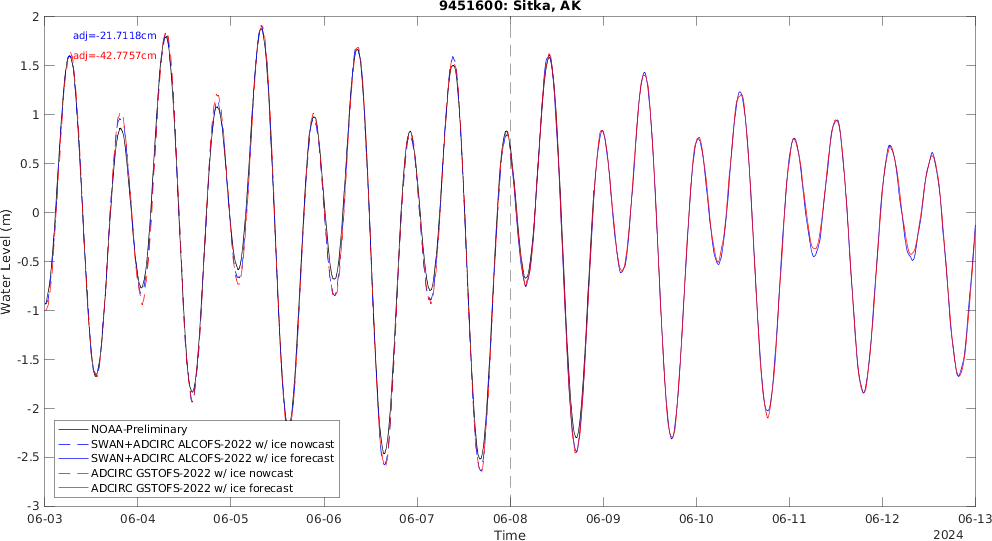 9451600: Sitka, AK
adj=-21.7118cm
adj=-42.7757cm
Water Level (m)
2
1.5
1
0.5
0
-0.5
-1
-1.5
-2
-2.5
-3
NOAA-Preliminary
SWAN+ADCIRC ALCOFS-2022 w/ ice nowcast
SWAN+ADCIRC ALCOFS-2022 w/ ice forecast
ADCIRC GSTOFS-2022 w/ ice nowcast
ADCIRC GSTOFS-2022 w/ ice forecast
06-03 06-04 06-05 06-06 06-07 06-08 06-09 06-10 06-11 06-12 06-13
Time
2024